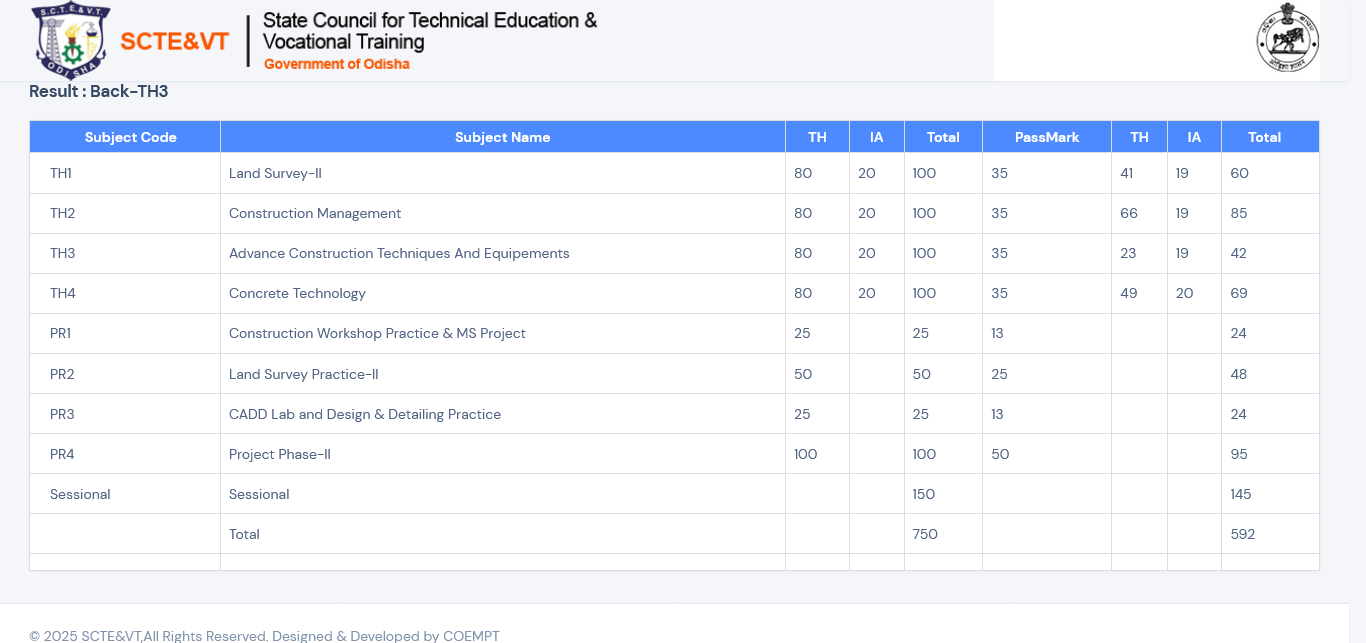 S.C.T.E.&V.T.
ODISHA
SCTE&VT
State Council for Technical Education &
Vocational Training
Government of Odisha
Result : Back-TH3
Subject Code Subject Name TH IA Total PassMark TH IA Total
TH1 Land Survey-II 80 20 100 35 41 19 60
TH2 Construction Management 80 20 100 35 66 19 85
TH3 Advance Construction Techniques And Equipements 80 20 100 35 23 19 42
TH4 Concrete Technology 80 20 100 35 49 20 69
PR1 Construction Workshop Practice & MS Project 25 25 13 24
PR2 Land Survey Practice-II 50 50 25 48
PR3 CADD Lab and Design & Detailing Practice 25 25 13 24
PR4 Project Phase-II 100 100 50 95
Sessional Sessional 150 145
Total 750 592
© 2025 SCTE&VT,All Rights Reserved. Designed & Developed by COEMPT